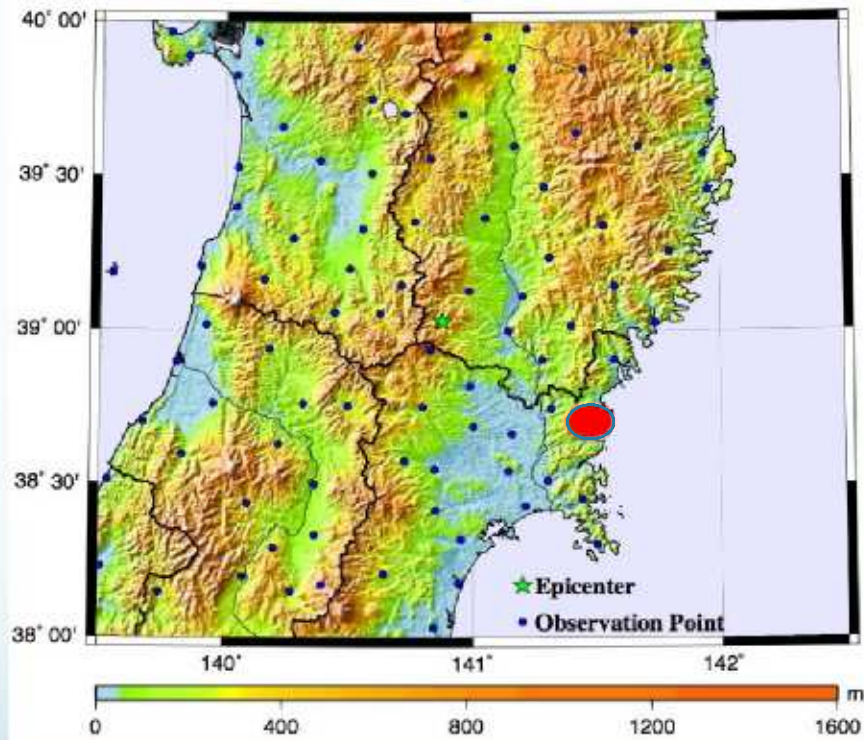 40° 00'
39° 30'
39° 00'
38° 30'
38° 00'
Epicenter
Observation Point
140° 141° 142°
m
0 400 800 1200 1600